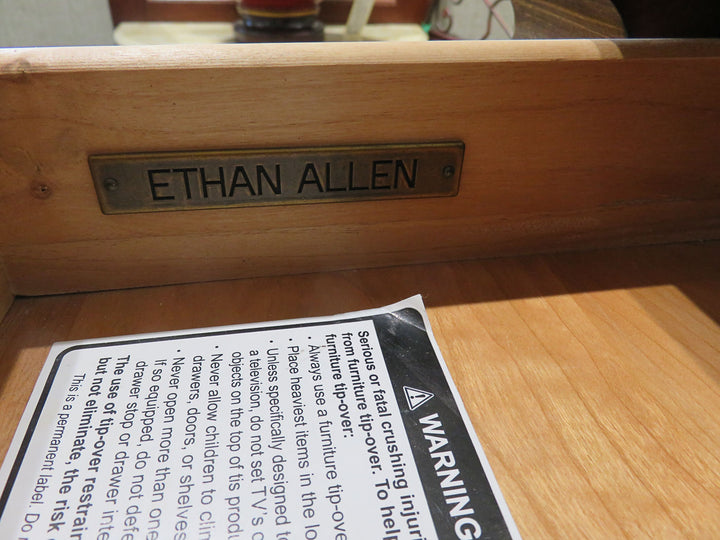 ETHAN ALLEN
WARNING
Serious or fatal crushing
from furniture tip-over. To help
furniture tip-over:
• Always use a furniture
• Place heaviest items in the
• Unless specifically designed
a television, do not set TV's
objects on the top of tis
• Never allow children to
drawers, doors, or shelves
• Never open more than one
if so equipped, do not
drawer stop or drawer
The use of tip-over
but not eliminate, the risk
This is a permanent label. Do